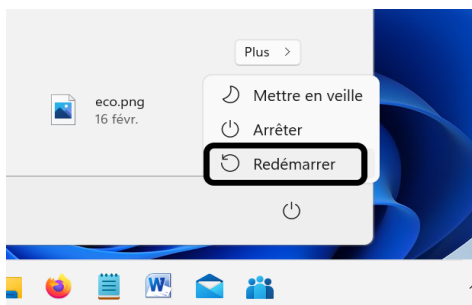 Plus >
eco.png
16 févr.
Mettre en veille
Arrêter
Redémarrer
W